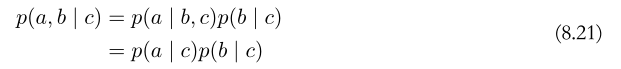 p(a, b | c) = p(a | b, c)p(b | c)
= p(a | c)p(b | c)
(8.21)